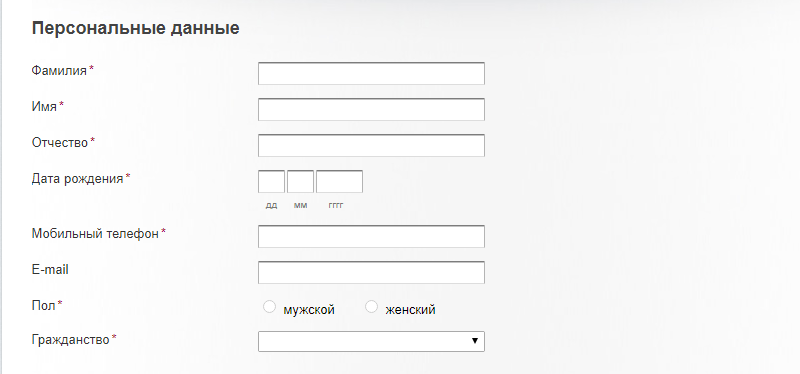 Персональные данные
Фамилия*
Имя*
Отчество*
Дата рождения*
дд мм гггг
Мобильный телефон*
E-mail
Пол* мужской женский
Гражданство*